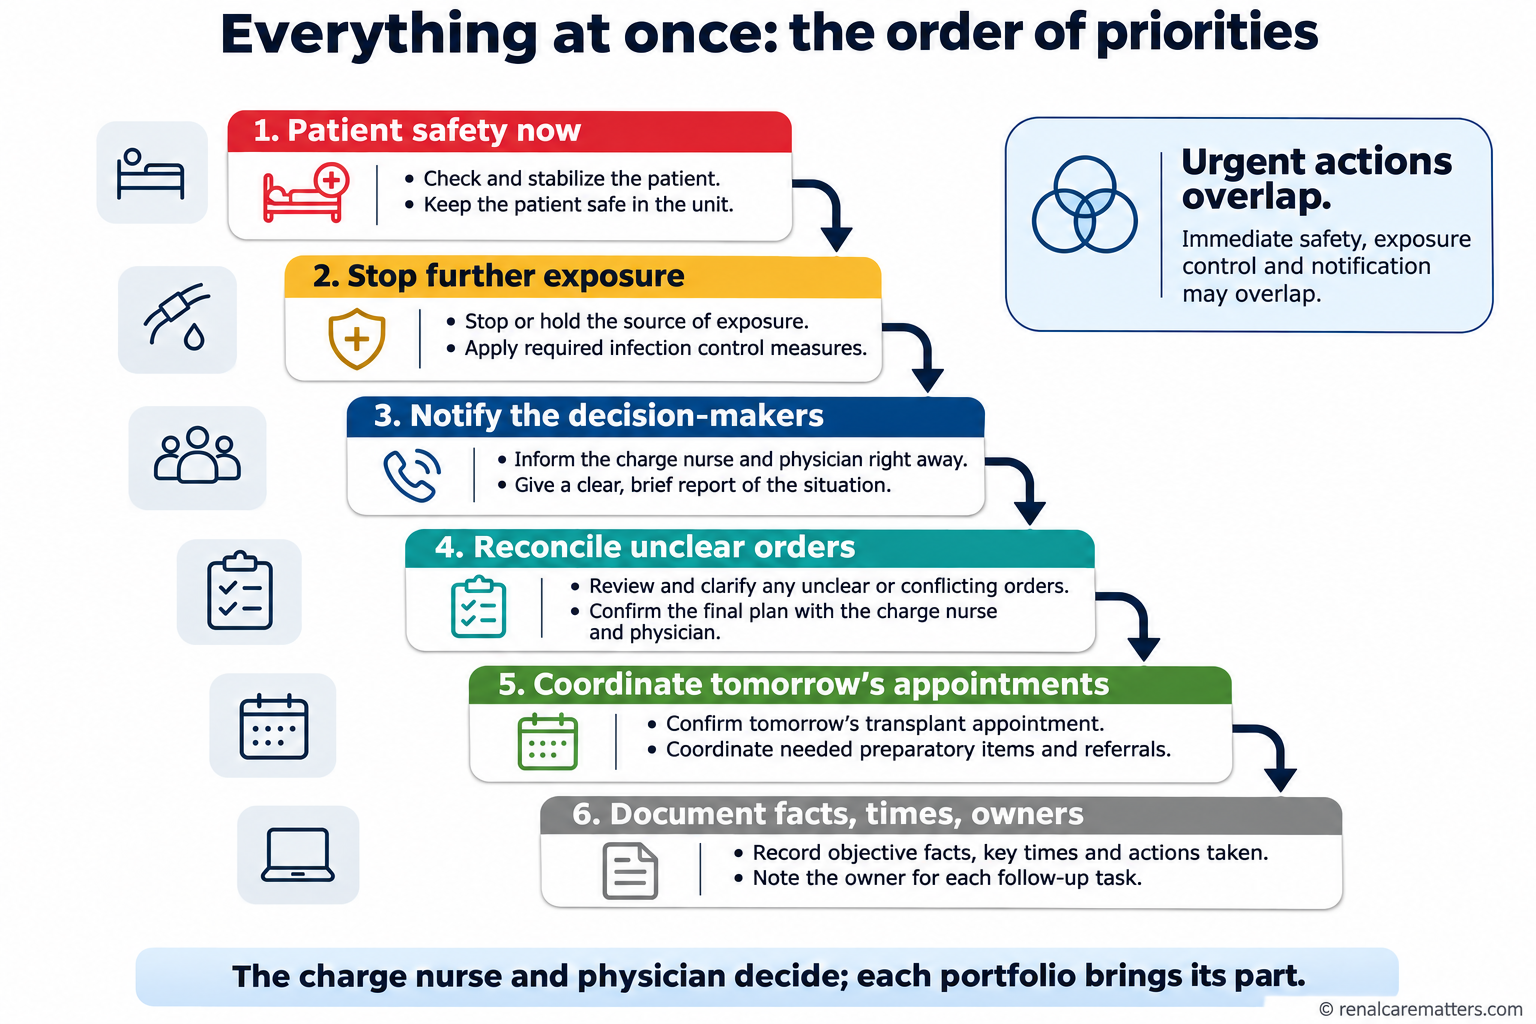 Everything at once: the order of priorities
1. Patient safety now
• Check and stabilize the patient.
• Keep the patient safe in the unit.
Urgent actions
overlap.
Immediate safety, exposure
control and notification
may overlap.
2. Stop further exposure
• Stop or hold the source of exposure.
• Apply required infection control measures.
3. Notify the decision-makers
• Inform the charge nurse and physician right away.
• Give a clear, brief report of the situation.
4. Reconcile unclear orders
• Review and clarify any unclear or conflicting orders.
• Confirm the final plan with the charge nurse
and physician.
5. Coordinate tomorrow's appointments
• Confirm tomorrow's transplant appointment.
• Coordinate needed preparatory items and referrals.
6. Document facts, times, owners
• Record objective facts, key times and actions taken.
• Note the owner for each follow-up task.
The charge nurse and physician decide; each portfolio brings its part.
© renalcarematters.com